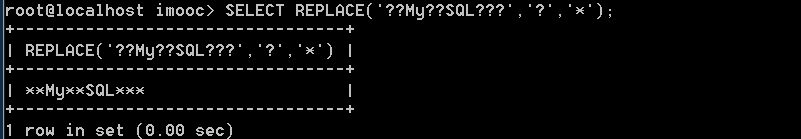 root@localhost imooc> SELECT REPLACE('??My??SQL???','?','*');
+--------------------------------+
| REPLACE('??My??SQL???','?','*') |
+--------------------------------+
| **My**SQL***                    |
+--------------------------------+
1 row in set (0.00 sec)